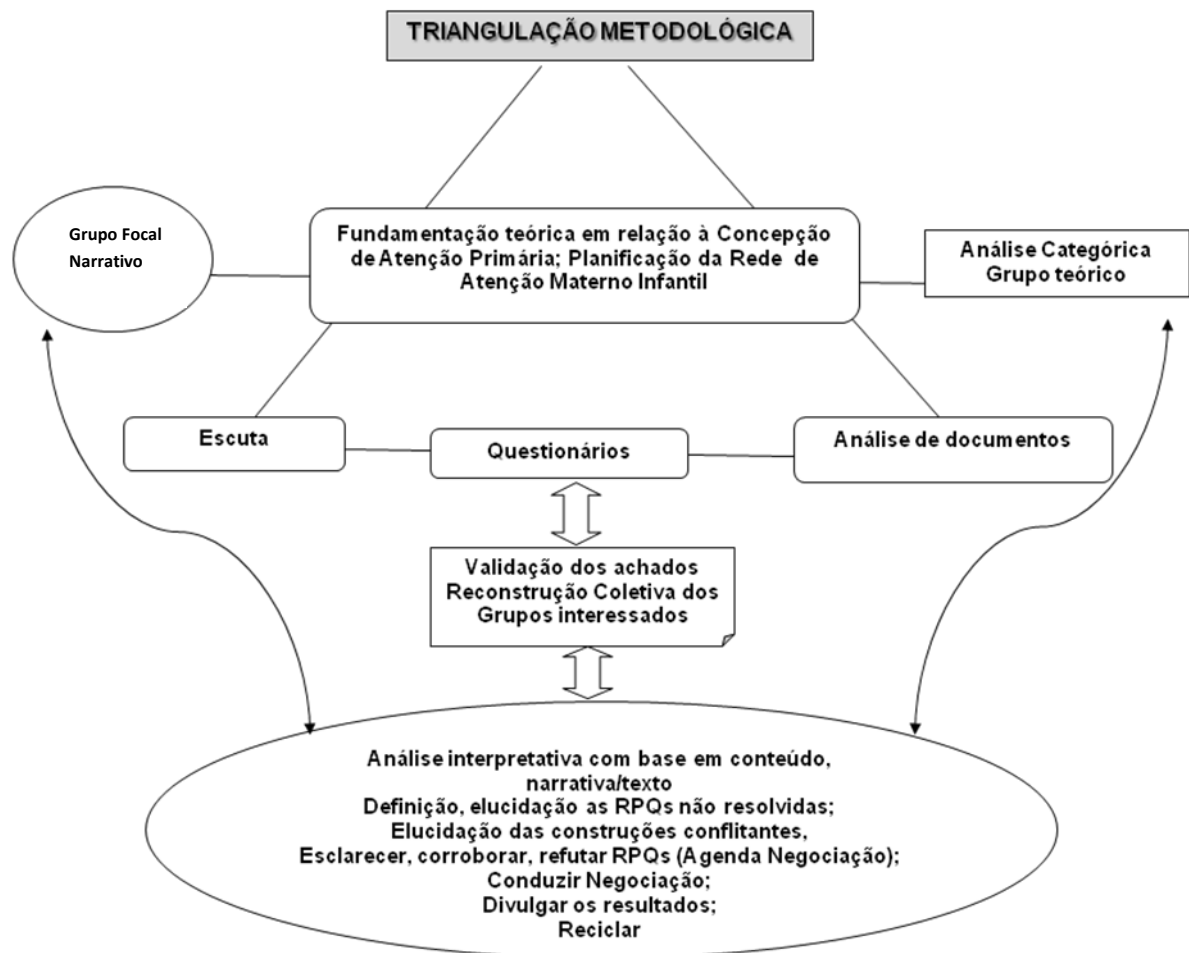 TRIANGULAÇÃO METODOLÓGICA
Grupo Focal
Narrativo
Fundamentação teórica em relação à Concepção
de Atenção Primária; Planificação da Rede de
Atenção Materno Infantil
Análise Categórica
Grupo teórico
Escuta
Questionários
Análise de documentos
Validação dos achados
Reconstrução Coletiva dos
Grupos interessados
Análise interpretativa com base em conteúdo,
narrativa/texto
Definição, elucidação as RPQs não resolvidas;
Elucidação das construções conflitantes,
Esclarecer, corroborar, refutar RPQs (Agenda Negociação);
Conduzir Negociação;
Divulgar os resultados;
Reciclar